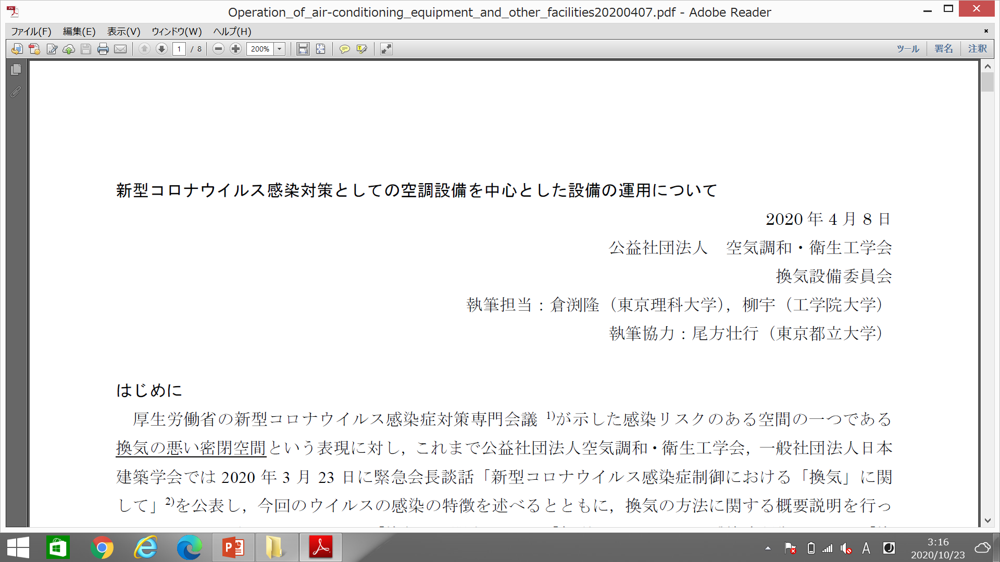 Operation_of_air-conditioning_equipment_and_other_facilities20200407.pdf - Adobe Reader
ファイル(F) 編集(E) 表示(V) ウィンドウ(W) ヘルプ(H)
1 / 8 200% ツール 署名 注釈
新型コロナウイルス感染対策としての空調設備を中心とした設備の運用について
2020 年 4 月 8 日
公益社団法人　空気調和・衛生工学会
換気設備委員会
執筆担当：倉渕隆（東京理科大学），柳宇（工学院大学）
執筆協力：尾方壮行（東京都立大学）
はじめに
厚生労働省の新型コロナウイルス感染症対策専門会議 1)が示した感染リスクのある空間の一つである
換気の悪い密閉空間という表現に対し，これまで公益社団法人空気調和・衛生工学会，一般社団法人日本
建築学会では 2020 年 3 月 23 日に緊急会長談話「新型コロナウイルス感染症制御における「換気」に関
して」2)を公表し，今回のウイルスの感染の特徴を述べるとともに，換気の方法に関する概要説明を行っ
A
3:16
2020/10/23